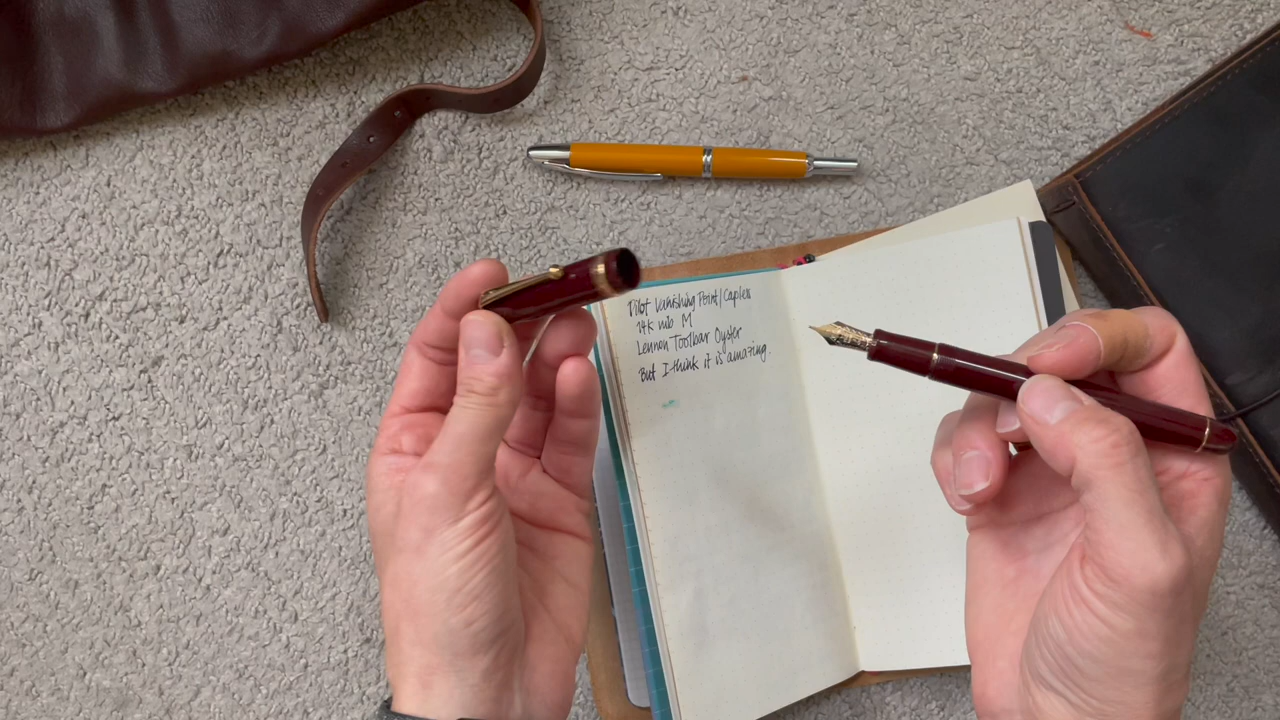 Pilot Vanishing Point/Capless
14k nib M
Lennon Toolbar Oyster
But I think it is amazing.